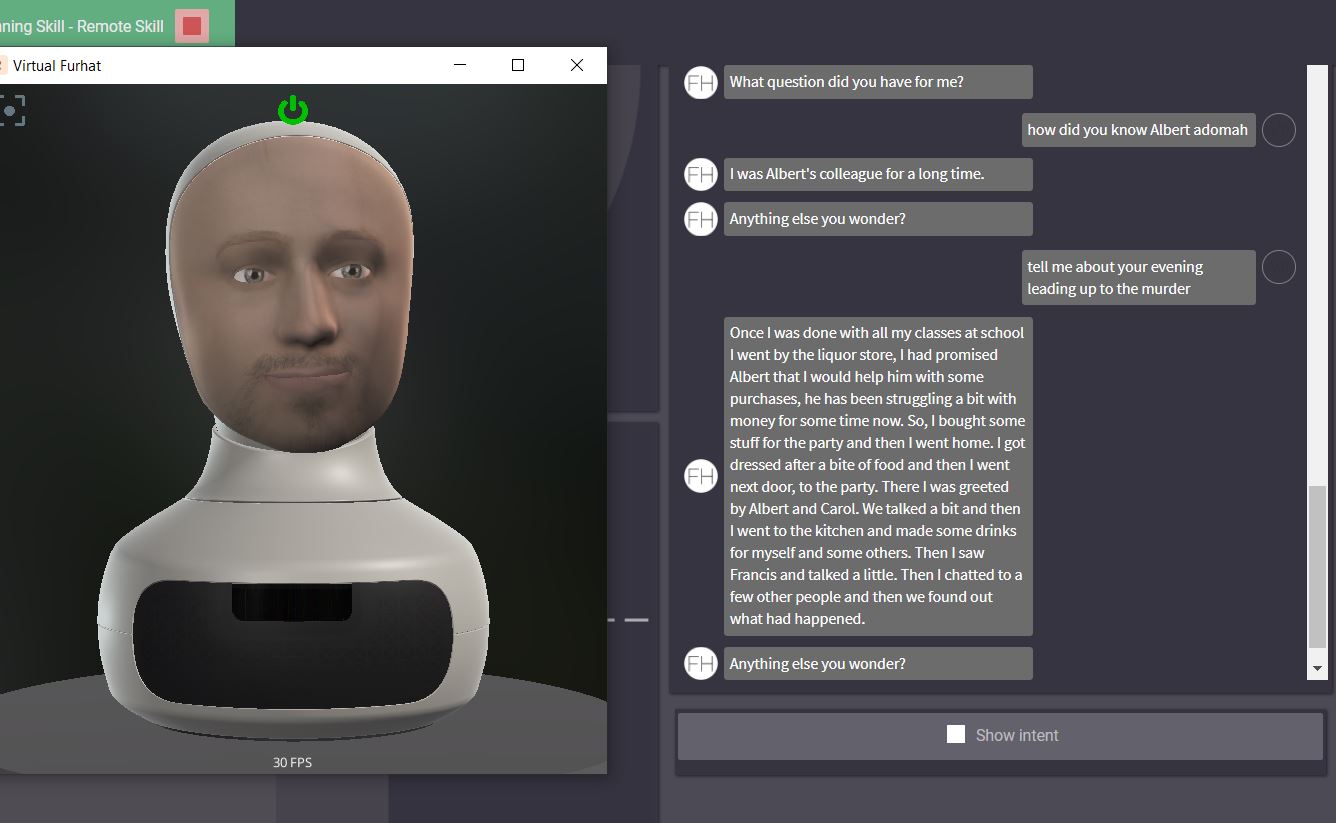 ning Skill - Remote Skill
Virtual Furhat
30 FPS
FH
What question did you have for me?
how did you know Albert adomah
FH
I was Albert's colleague for a long time.
FH
Anything else you wonder?
tell me about your evening
leading up to the murder
FH
Once I was done with all my classes at school
I went by the liquor store, I had promised
Albert that I would help him with some
purchases, he has been struggling a bit with
money for some time now. So, I bought some
stuff for the party and then I went home. I got
dressed after a bite of food and then I went
next door, to the party. There I was greeted
by Albert and Carol. We talked a bit and then
I went to the kitchen and made some drinks
for myself and some others. Then I saw
Francis and talked a little. Then I chatted to a
few other people and then we found out
what had happened.
FH
Anything else you wonder?
Show intent